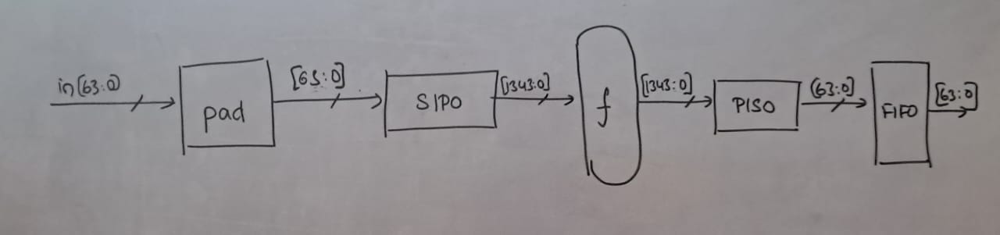 in[63:0]
pad
[63:0]
SIPO
[1343:0]
f
[1343:0]
PISO
[63:0]
FIFO
[63:0]